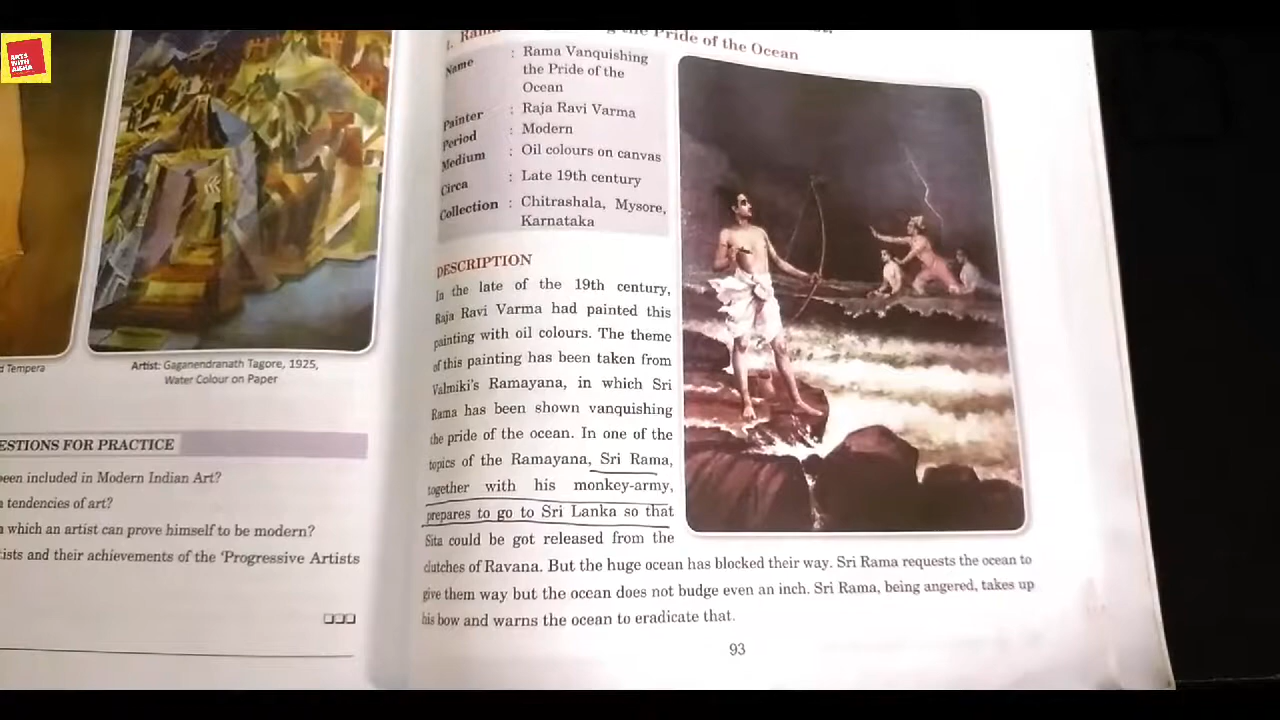 ARTS
WITH
AISHA
d Tempera
Artist: Gaganendranath Tagore, 1925,
Water Colour on Paper
ESTIONS FOR PRACTICE
been included in Modern Indian Art?
tendencies of art?
which an artist can prove himself to be modern?
ists and their achievements of the 'Progressive Artists
1. the Pride of the Ocean
Name : Rama Vanquishing
the Pride of the
Ocean
Painter : Raja Ravi Varma
Period : Modern
Medium : Oil colours on canvas
Circa : Late 19th century
Collection : Chitrashala, Mysore,
Karnataka
DESCRIPTION
In the late of the 19th century,
Raja Ravi Varma had painted this
painting with oil colours. The theme
of this painting has been taken from
Valmiki's Ramayana, in which Sri
Rama has been shown vanquishing
the pride of the ocean. In one of the
topics of the Ramayana, Sri Rama,
together with his monkey-army,
prepares to go to Sri Lanka so that
Sita could be got released from the
clutches of Ravana. But the huge ocean has blocked their way. Sri Rama requests the ocean to
give them way but the ocean does not budge even an inch. Sri Rama, being angered, takes up
his bow and warns the ocean to eradicate that.
93